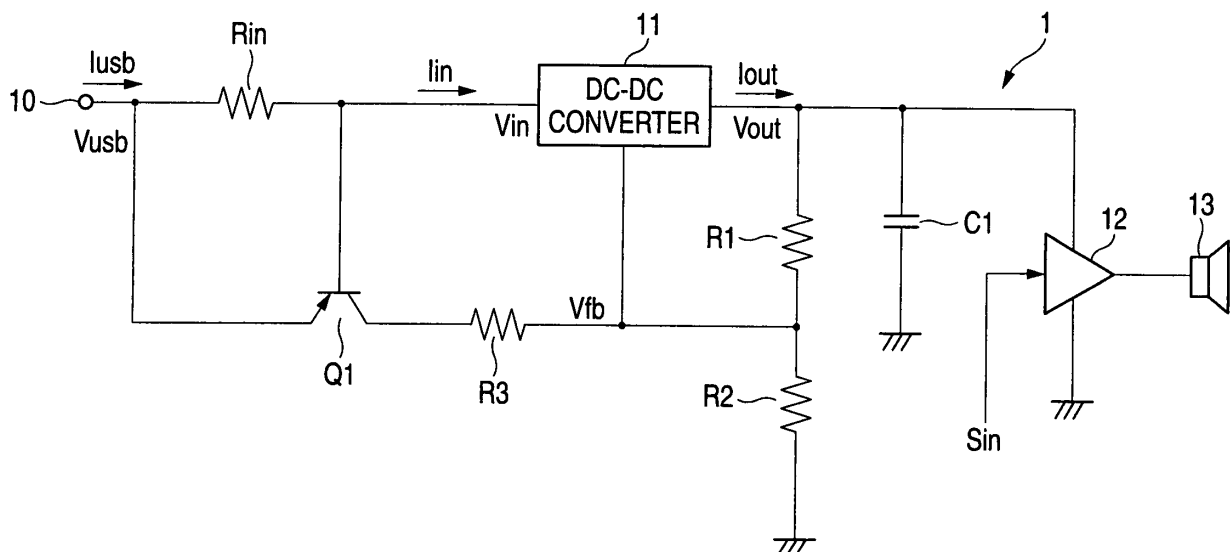 1
11
Rin
Iusb
Iin
Iout
10
DC-DC
CONVERTER
Vusb
Vin
Vout
12
13
R1
C1
Vfb
Q1
R3
R2
Sin